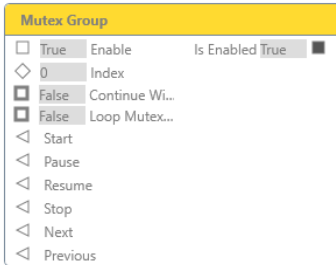 Mutex Group
True Enable Is Enabled True
0 Index
False Continue Wi...
False Loop Mutex...
Start
Pause
Resume
Stop
Next
Previous